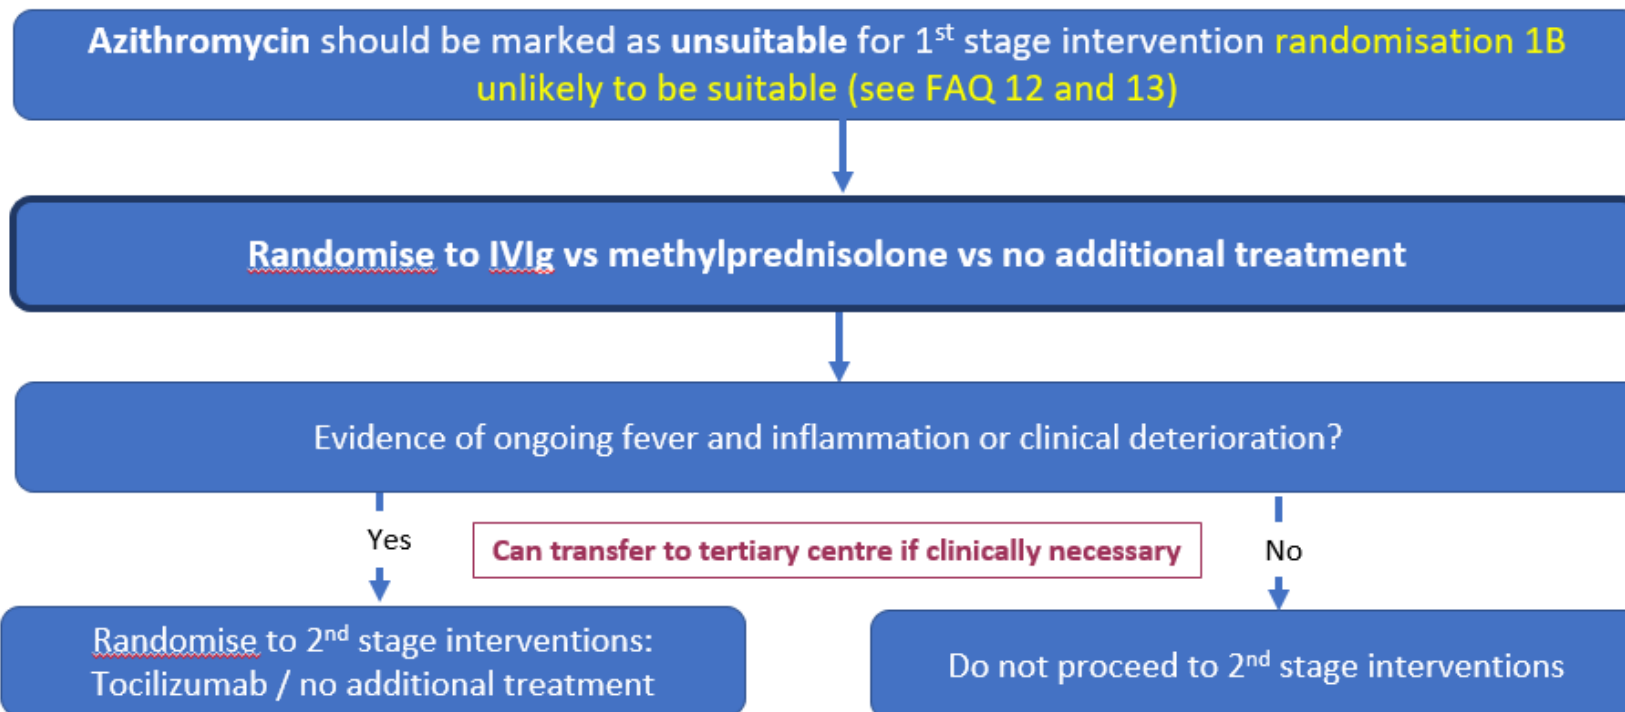 Azithromycin should be marked as unsuitable for 1st stage intervention randomisation 1B
unlikely to be suitable (see FAQ 12 and 13)
Randomise to IVIg vs methylprednisolone vs no additional treatment
Evidence of ongoing fever and inflammation or clinical deterioration?
Yes
Can transfer to tertiary centre if clinically necessary
No
Randomise to 2nd stage interventions:
Tocilizumab / no additional treatment
Do not proceed to 2nd stage interventions